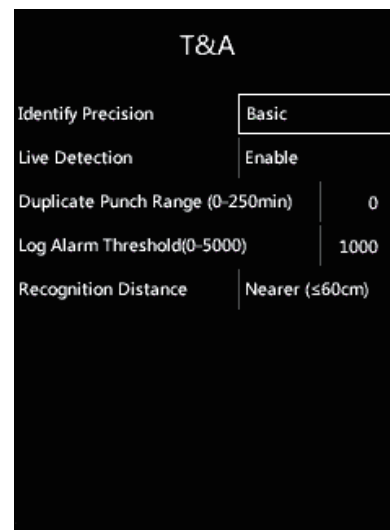 T&A
Identify Precision Basic
Live Detection Enable
Duplicate Punch Range (0-250min) 0
Log Alarm Threshold(0-5000) 1000
Recognition Distance Nearer (≤60cm)